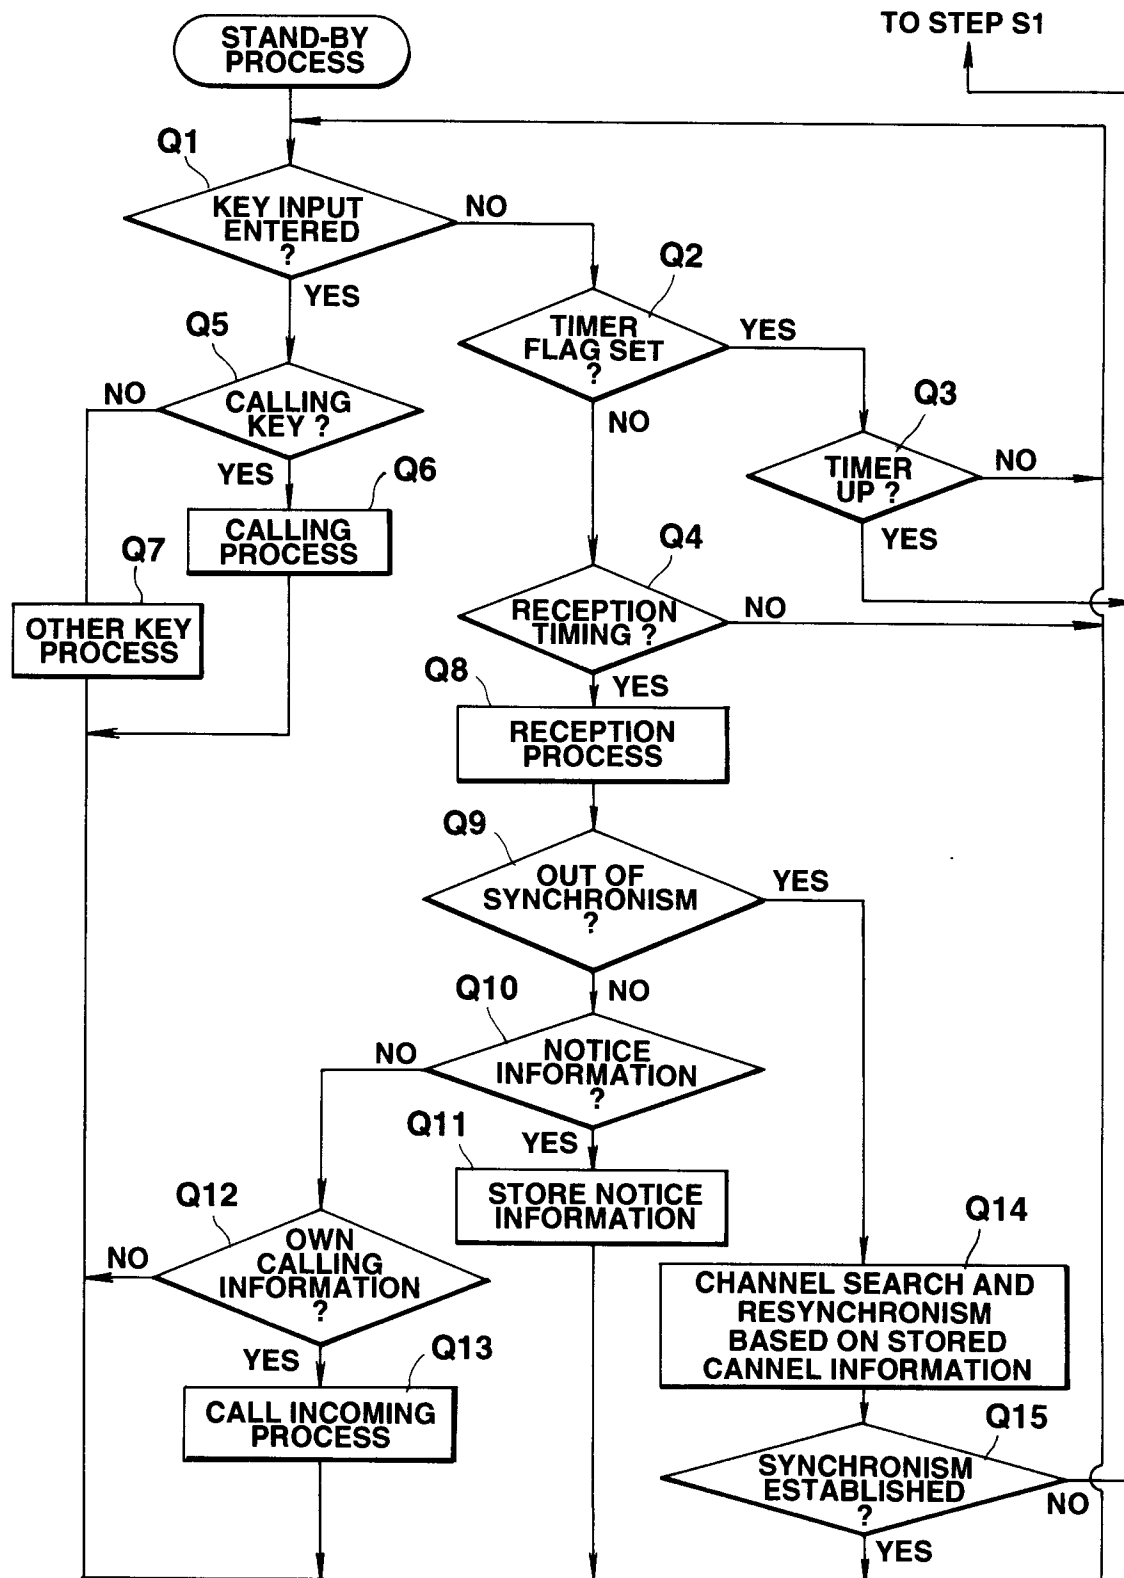 STAND-BY
PROCESS
TO STEP S1
Q1
KEY INPUT
ENTERED
?
NO
YES
Q2
TIMER
FLAG SET
?
YES
NO
Q5
CALLING
KEY ?
NO
YES
Q3
TIMER
UP ?
NO
YES
Q6
CALLING
PROCESS
Q7
OTHER KEY
PROCESS
Q4
RECEPTION
TIMING ?
NO
YES
Q8
RECEPTION
PROCESS
Q9
OUT OF
SYNCHRONISM
?
YES
NO
Q10
NOTICE
INFORMATION
?
NO
YES
Q11
STORE NOTICE
INFORMATION
Q12
OWN
CALLING
INFORMATION
?
NO
YES
Q13
CALL INCOMING
PROCESS
Q14
CHANNEL SEARCH AND
RESYNCHRONISM
BASED ON STORED
CANNEL INFORMATION
Q15
SYNCHRONISM
ESTABLISHED
?
NO
YES